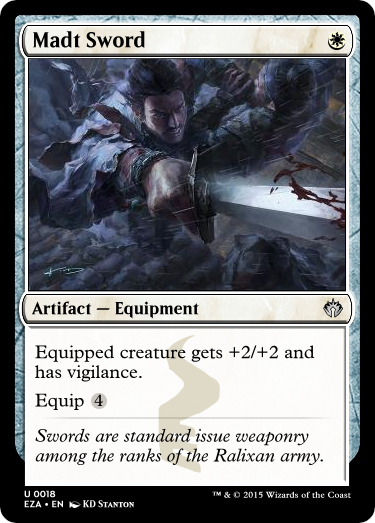 Madt Sword
Artifact — Equipment
Equipped creature gets +2/+2 and
has vigilance.
Equip 4
Swords are standard issue weaponry
among the ranks of the Ralixan army.
U 0018
EZA • EN KD Stanton
™ & © 2015 Wizards of the Coast